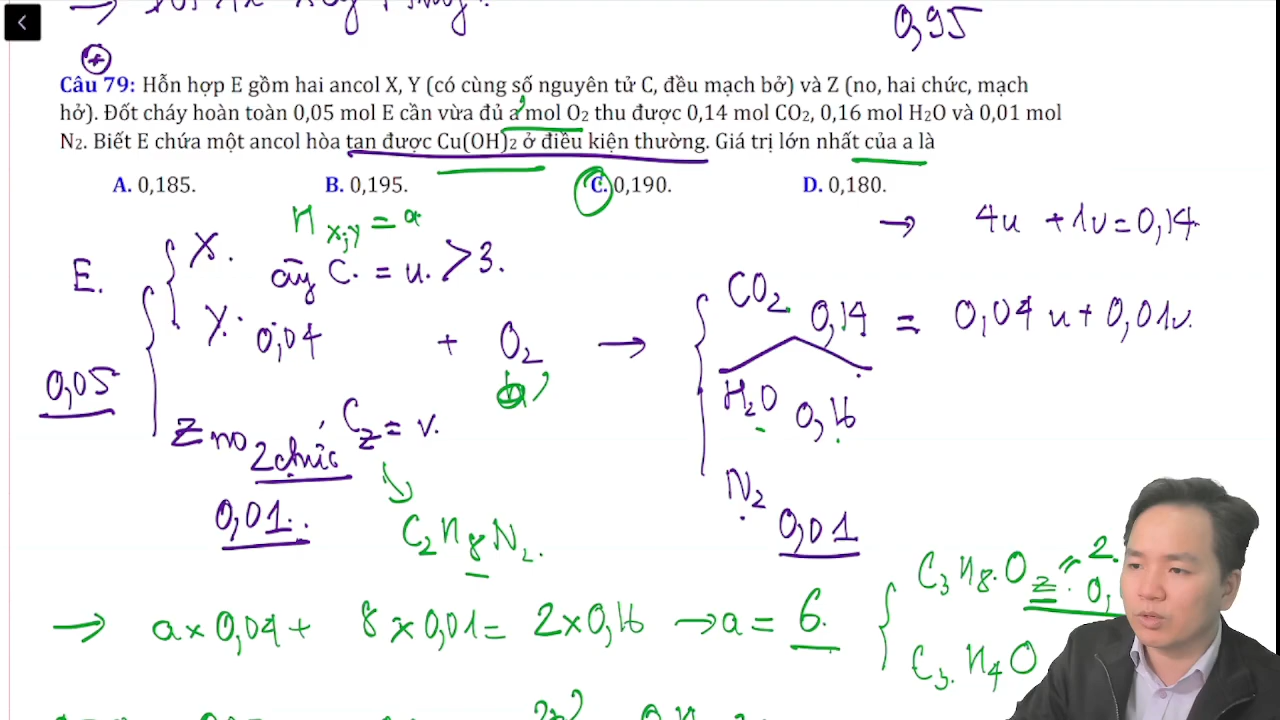 0,95
Câu 79: Hỗn hợp E gồm hai ancol X, Y (có cùng số nguyên tử C, đều mạch bở) và Z (no, hai chức, mạch
hở). Đốt cháy hoàn toàn 0,05 mol E cần vừa đủ a mol O2 thu được 0,14 mol CO2, 0,16 mol H2O và 0,01 mol
N2. Biết E chứa một ancol hòa tan được Cu(OH)2 ở điều kiện thường. Giá trị lớn nhất của a là
A. 0,185. B. 0,195. C. 0,190. D. 0,180.
n X;Y = a
→ 4u + 1v = 0,14
E. X. C. = u. > 3.
Y. 0,04 + O2 → CO2 0,14 = 0,04u + 0,01v.
0,05
H2O 0,16
Z no 2 chức CZ = v.
0,01.
N2 0,01
C2H8N2.
C3H8O z = 2.
→ a x 0,04 + 8 x 0,01 = 2 x 0,16 → a = 6.
C3H4O